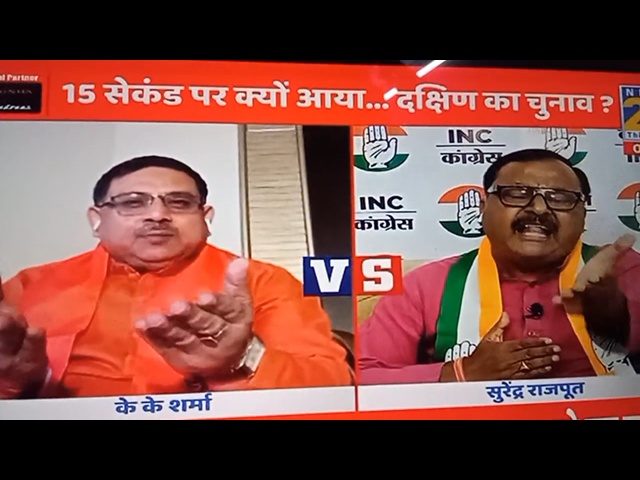 15 सेकंड पर क्यों आया... दक्षिण का चुनाव ?
INC
कांग्रेस
INC
कांग्रेस
VS
के के शर्मा
सुरेंद्र राजपूत